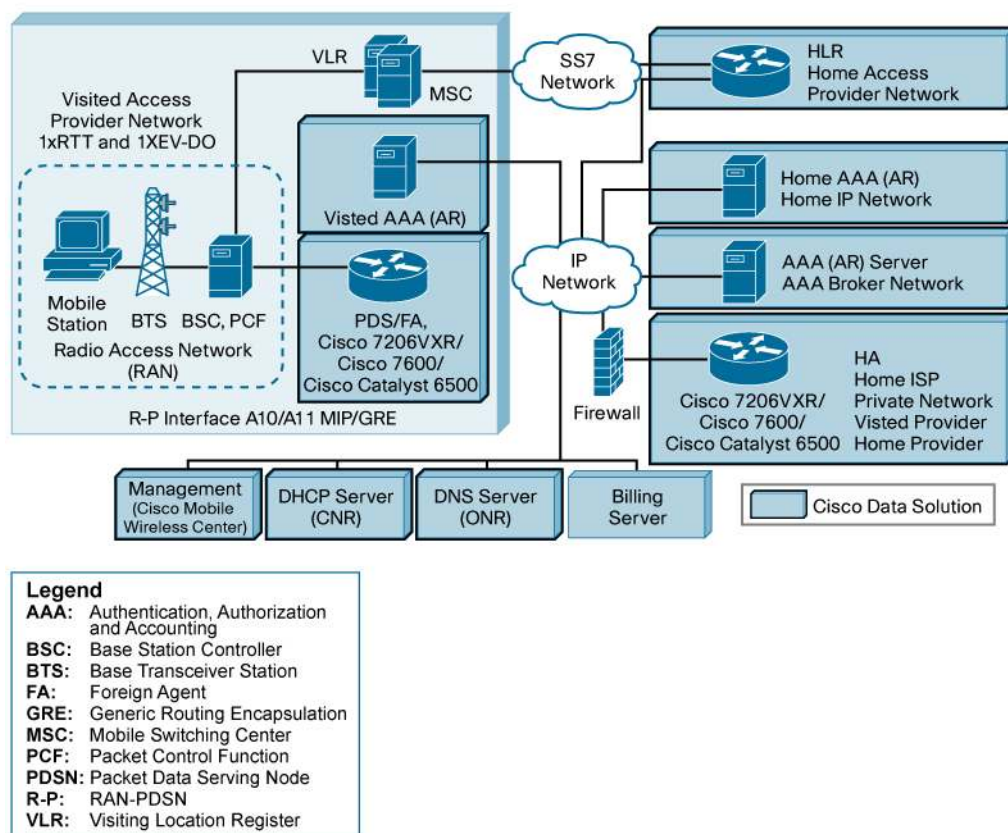 VLR
MSC
SS7
Network
HLR
Home Access
Provider Network
Visited Access
Provider Network
1xRTT and 1XEV-DO
Visted AAA (AR)
Home AAA (AR)
Home IP Network
IP
Network
AAA (AR) Server
AAA Broker Network
Mobile
Station
BTS
BSC, PCF
Radio Access Network
(RAN)
PDS/FA,
Cisco 7206VXR/
Cisco 7600/
Cisco Catalyst 6500
R-P Interface A10/A11 MIP/GRE
Firewall
Cisco 7206VXR/
Cisco 7600/
Cisco Catalyst 6500
HA
Home ISP
Private Network
Visted Provider
Home Provider
Management
(Cisco Mobile
Wireless Center)
DHCP Server
(CNR)
DNS Server
(ONR)
Billing
Server
Cisco Data Solution
Legend
AAA: Authentication, Authorization
and Accounting
BSC: Base Station Controller
BTS: Base Transceiver Station
FA: Foreign Agent
GRE: Generic Routing Encapsulation
MSC: Mobile Switching Center
PCF: Packet Control Function
PDSN: Packet Data Serving Node
R-P: RAN-PDSN
VLR: Visiting Location Register